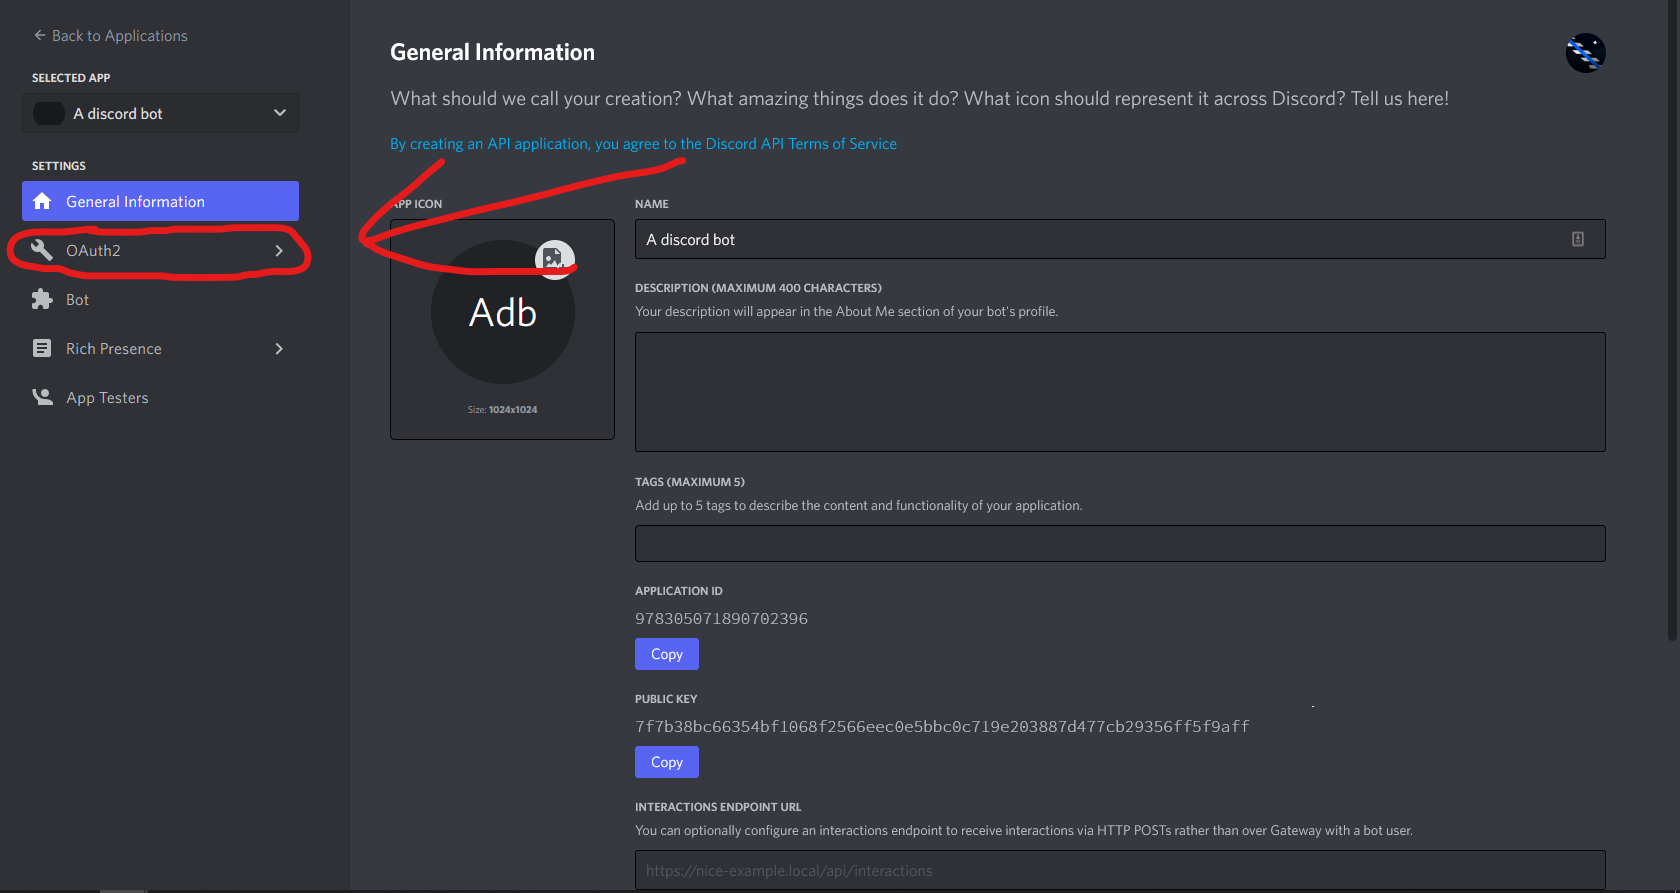 Back to Applications
SELECTED APP
A discord bot
SETTINGS
General Information
OAuth2
Bot
Rich Presence
App Testers
General Information
What should we call your creation? What amazing things does it do? What icon should represent it across Discord? Tell us here!
By creating an API application, you agree to the Discord API Terms of Service
APP ICON
Adb
Size: 1024x1024
NAME
A discord bot
DESCRIPTION (MAXIMUM 400 CHARACTERS)
Your description will appear in the About Me section of your bot's profile.
TAGS (MAXIMUM 5)
Add up to 5 tags to describe the content and functionality of your application.
APPLICATION ID
978305071890702396
Copy
PUBLIC KEY
7f7b38bc66354bf1068f2566eec0e5bbc0c719e203887d477cb29356ff5f9aff
Copy
INTERACTIONS ENDPOINT URL
You can optionally configure an interactions endpoint to receive interactions via HTTP POSTs rather than over Gateway with a bot user.
https://nice-example.local/api/interactions